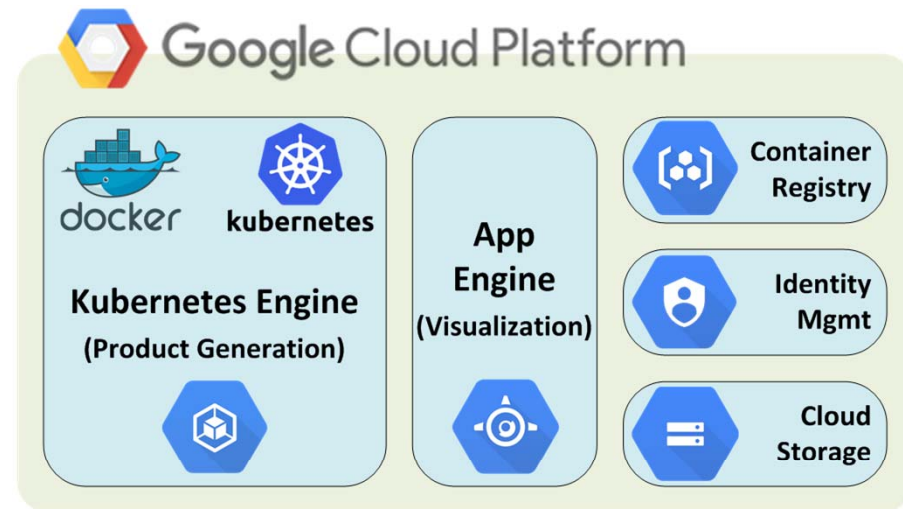 Google Cloud Platform
docker
kubernetes
Kubernetes Engine
(Product Generation)
App
Engine
(Visualization)
Container
Registry
Identity
Mgmt
Cloud
Storage